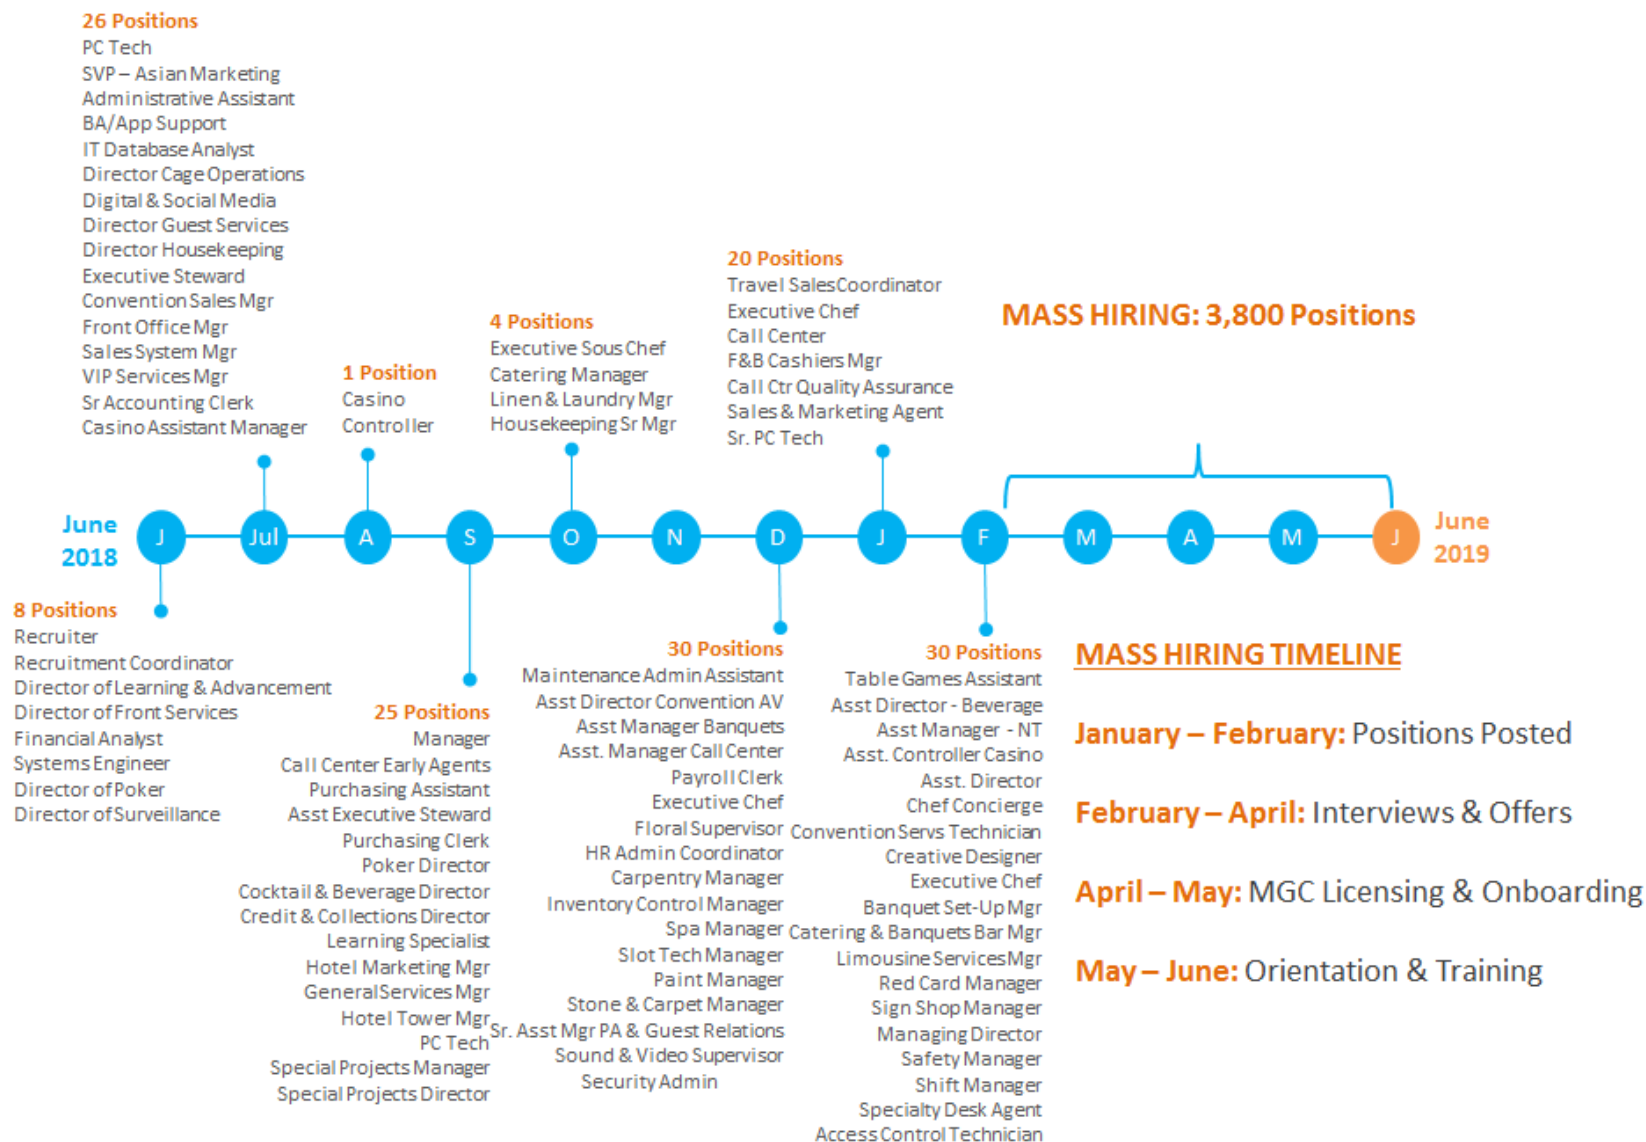 26 Positions
PC Tech
SVP – Asian Marketing
Administrative Assistant
BA/App Support
IT Database Analyst
Director Cage Operations
Digital & Social Media
Director Guest Services
Director Housekeeping
Executive Steward
Convention Sales Mgr
Front Office Mgr
Sales System Mgr
VIP Services Mgr
Sr Accounting Clerk
Casino Assistant Manager
1 Position
Casino
Controller
4 Positions
Executive Sous Chef
Catering Manager
Linen & Laundry Mgr
Housekeeping Sr Mgr
20 Positions
Travel Sales Coordinator
Executive Chef
Call Center
F&B Cashiers Mgr
Call Ctr Quality Assurance
Sales & Marketing Agent
Sr. PC Tech
MASS HIRING: 3,800 Positions
June
2018
J Jul A S O N D J F M A M J
June
2019
8 Positions
Recruiter
Recruitment Coordinator
Director of Learning & Advancement
Director of Front Services
Financial Analyst
Systems Engineer
Director of Poker
Director of Surveillance
25 Positions
Manager
Call Center Early Agents
Purchasing Assistant
Asst Executive Steward
Purchasing Clerk
Poker Director
Cocktail & Beverage Director
Credit & Collections Director
Learning Specialist
Hotel Marketing Mgr
General Services Mgr
Hotel Tower Mgr
PC Tech
Special Projects Manager
Special Projects Director
30 Positions
Maintenance Admin Assistant
Asst Director Convention AV
Asst Manager Banquets
Asst. Manager Call Center
Payroll Clerk
Executive Chef
Floral Supervisor
HR Admin Coordinator
Carpentry Manager
Inventory Control Manager
Spa Manager
Slot Tech Manager
Paint Manager
Stone & Carpet Manager
Sr. Asst Mgr PA & Guest Relations
Sound & Video Supervisor
Security Admin
30 Positions
Table Games Assistant
Asst Director - Beverage
Asst Manager - NT
Asst. Controller Casino
Asst. Director
Chef Concierge
Convention Servs Technician
Creative Designer
Executive Chef
Banquet Set-Up Mgr
Catering & Banquets Bar Mgr
Limousine Services Mgr
Red Card Manager
Sign Shop Manager
Managing Director
Safety Manager
Shift Manager
Specialty Desk Agent
Access Control Technician
MASS HIRING TIMELINE
January – February: Positions Posted
February – April: Interviews & Offers
April – May: MGC Licensing & Onboarding
May – June: Orientation & Training